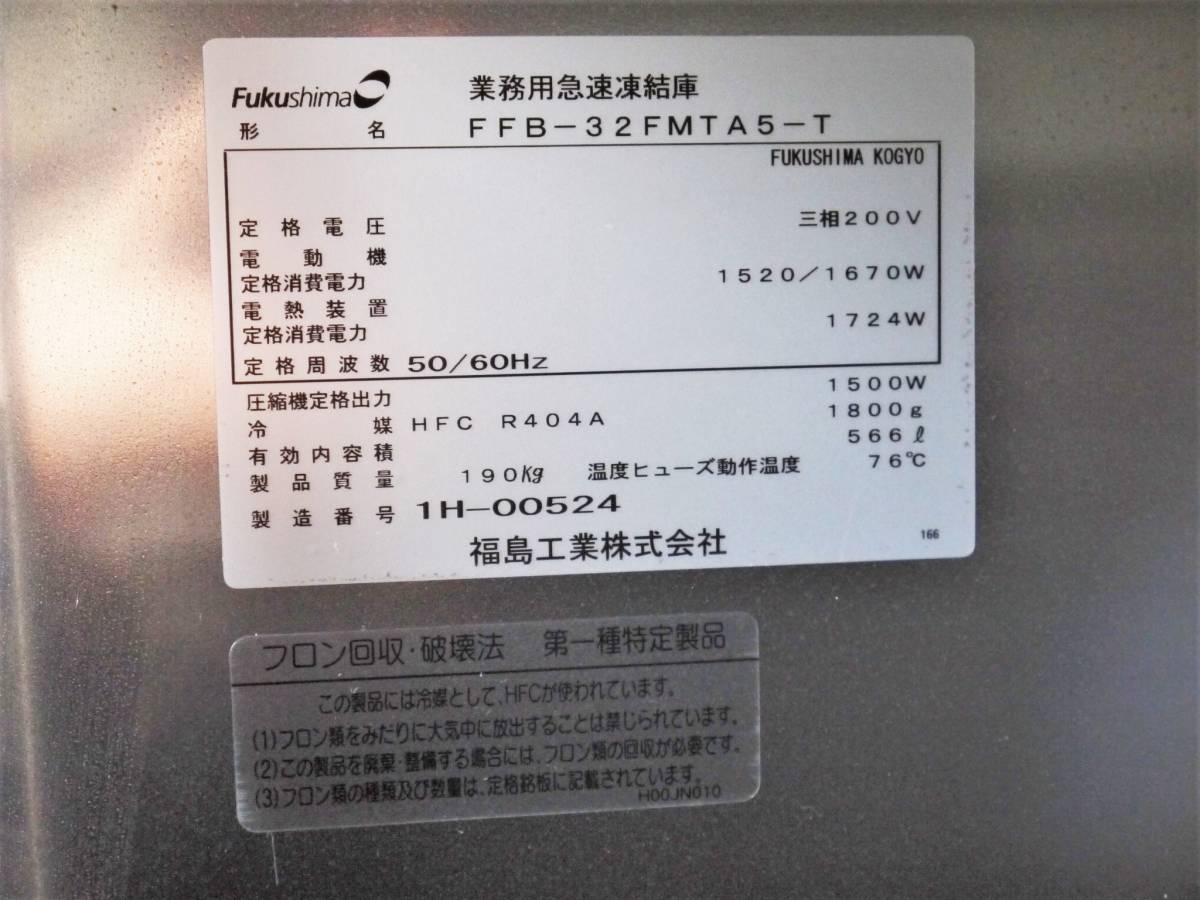 Fukushima 業務用急速凍結庫
形名 FFB-32FMTA5-T
FUKUSHIMA KOGYO
定格電圧 三相200V
電動機
定格消費電力 1520/1670W
電熱装置
定格消費電力 1724W
定格周波数 50/60Hz
圧縮機定格出力 1500W
冷媒 HFC R404A 1800g
有効内容積 566ℓ
製品質量 190kg 温度ヒューズ動作温度 76℃
製造番号 1H-00524
福島工業株式会社 166
フロン回収・破壊法 第一種特定製品
この製品には冷媒として、HFCが使われています。
(1)フロン類をみだりに大気中に放出することは禁じられています。
(2)この製品を廃棄・整備する場合には、フロン類の回収が必要です。
(3)フロン類の種類及び数量は、定格銘板に記載されています。
H00JN010